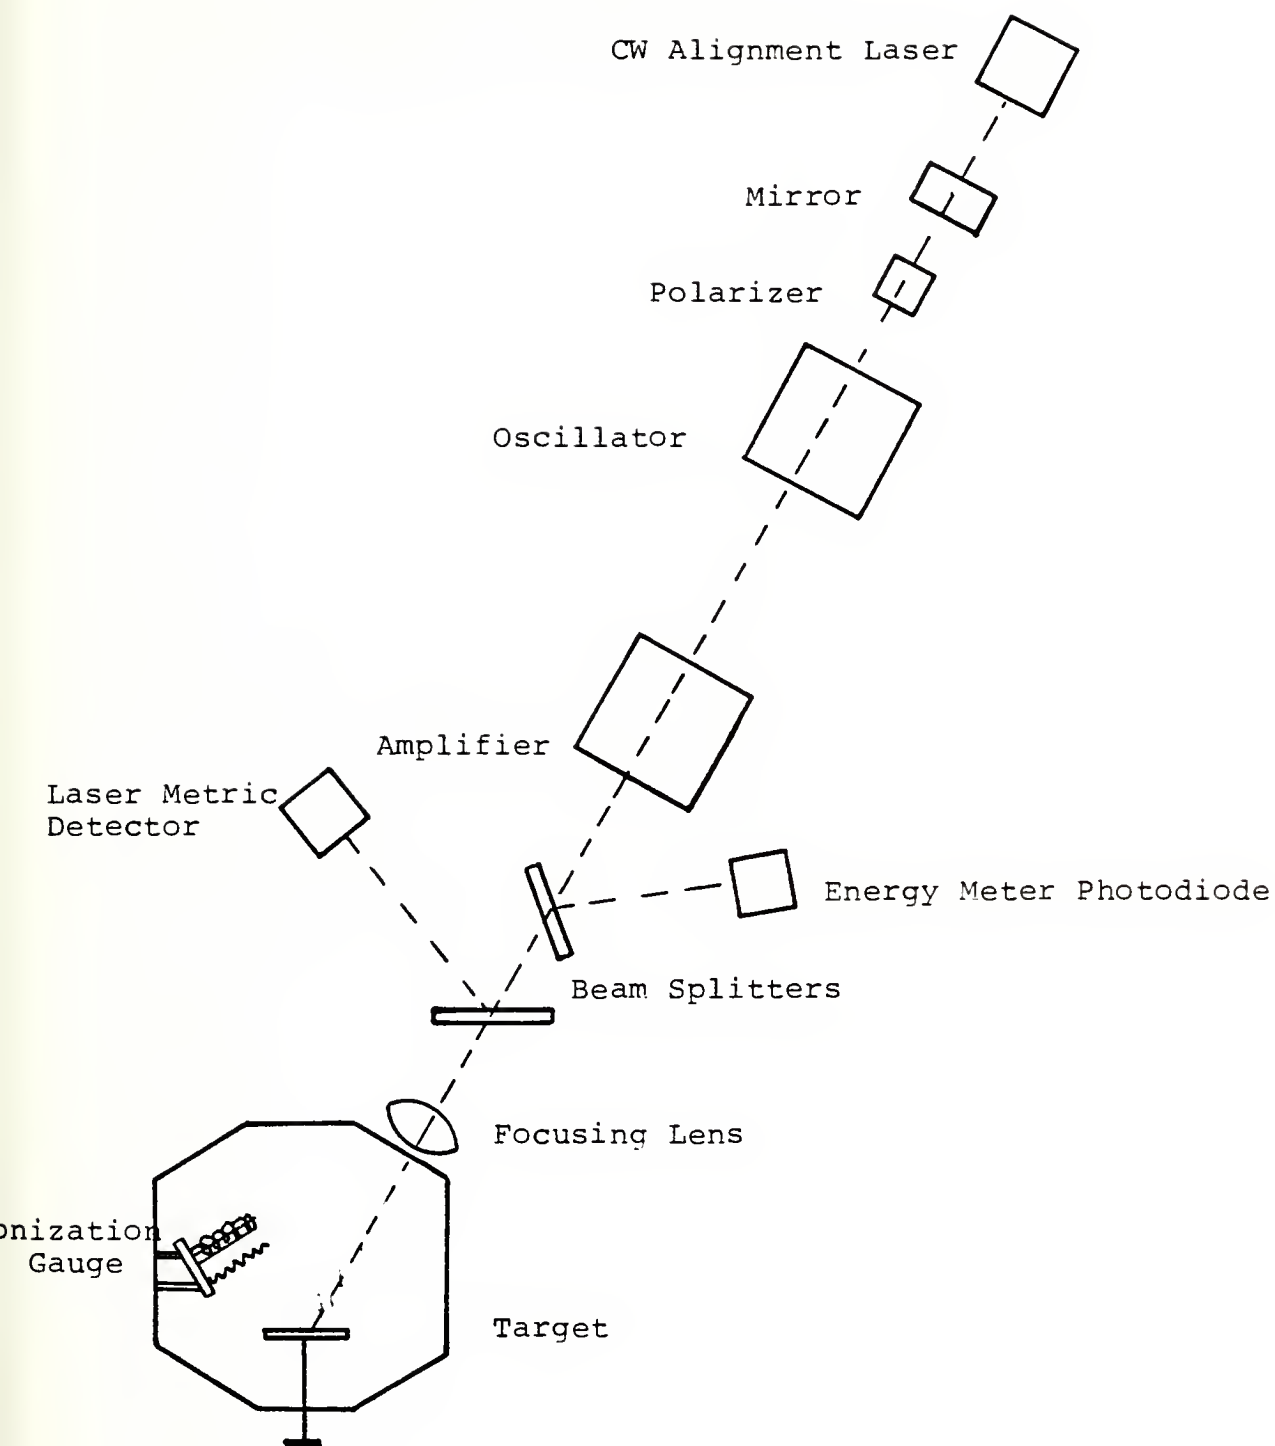 CW Alignment Laser
Mirror
Polarizer
Oscillator
Amplifier
Laser Metric
Detector
Energy Meter Photodiode
Beam Splitters
Focusing Lens
onization
Gauge
Target